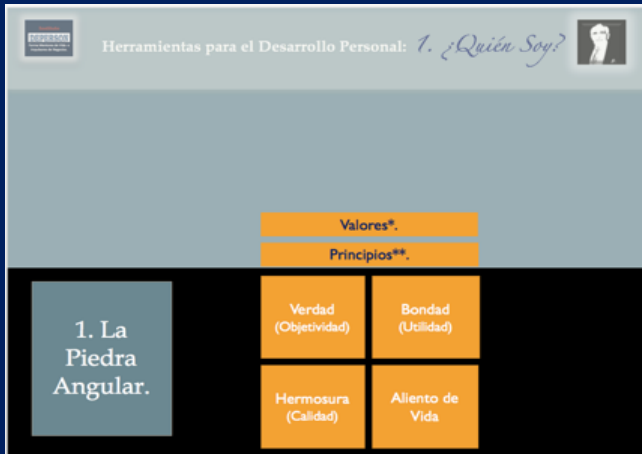 DEPERSOR
Herramientas para el Desarrollo Personal: 1. ¿Quién Soy?
Valores*.
Principios**.
1. La
Piedra
Angular.
Verdad
(Objetividad)
Bondad
(Utilidad)
Hermosura
(Calidad)
Aliento de
Vida